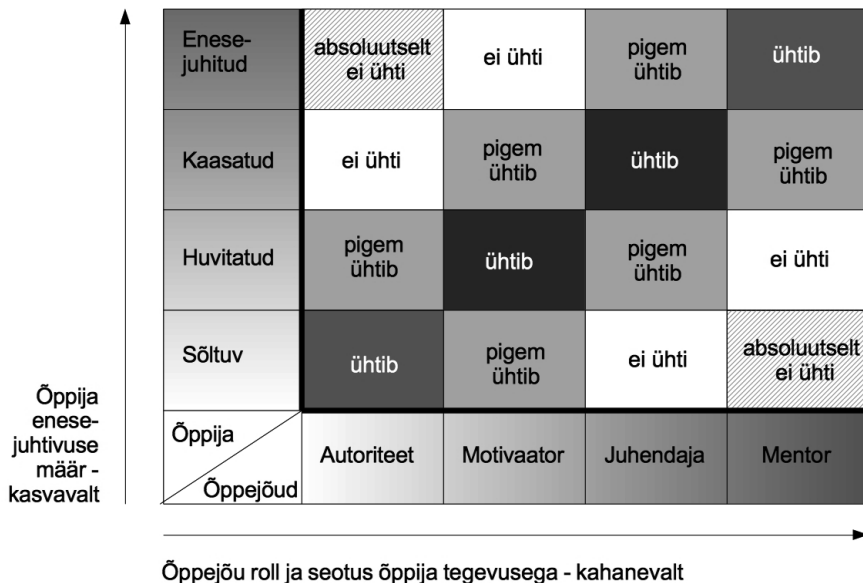 Enese-
juhitud
absoluutselt
ei ühti
ei ühti
pigem
ühtib
ühtib
Kaasatud
ei ühti
pigem
ühtib
ühtib
pigem
ühtib
Huvitatud
pigem
ühtib
ühtib
pigem
ühtib
ei ühti
Sõltuv
ühtib
pigem
ühtib
ei ühti
absoluutselt
ei ühti
Õppija
enese-
juhtivuse
määr -
kasvavalt
Õppija
Õppejõud
Autoriteet
Motivaator
Juhendaja
Mentor
Õppejõu roll ja seotus õppija tegevusega - kahanevalt